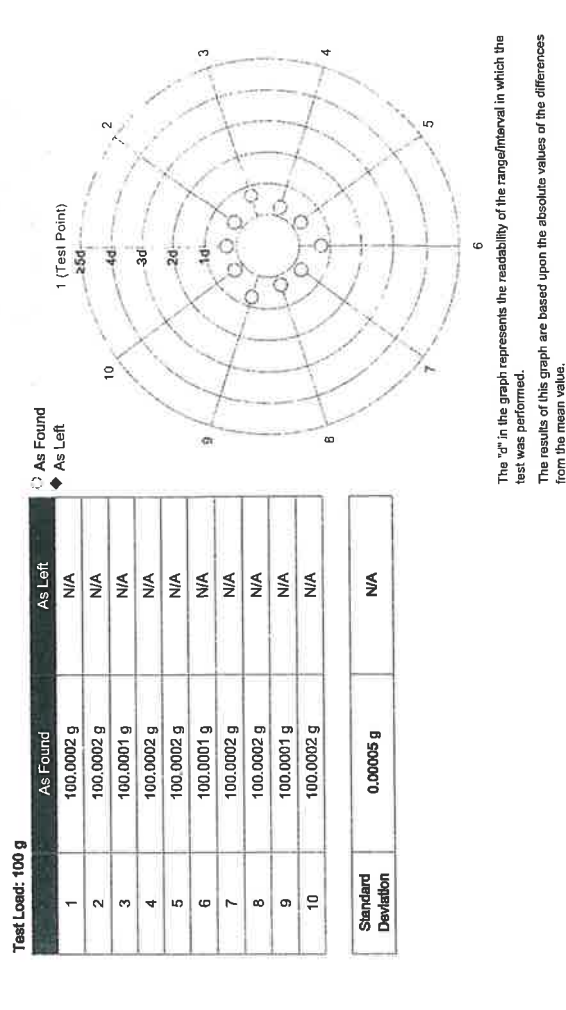 Test Load: 100 g
As Found As Left
1 100.0002 g N/A
2 100.0002 g N/A
3 100.0001 g N/A
4 100.0002 g N/A
5 100.0002 g N/A
6 100.0001 g N/A
7 100.0002 g N/A
8 100.0002 g N/A
9 100.0001 g N/A
10 100.0002 g N/A
Standard
Deviation 0.00005 g N/A
As Found
As Left
1 (Test Point)
≥5d
4d
3d
2d
1d
2
3
4
5
6
7
8
9
10
The "d" in the graph represents the readability of the range/interval in which the
test was performed.
The results of this graph are based upon the absolute values of the differences
from the mean value.